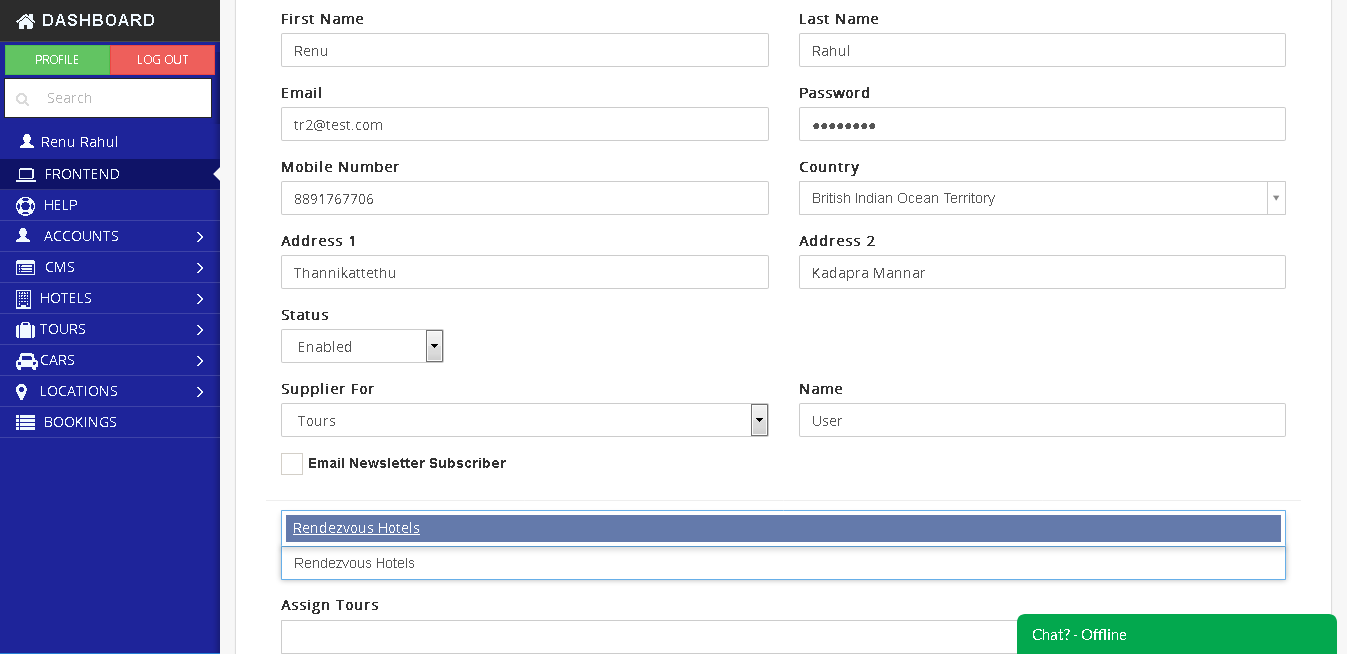 DASHBOARD
PROFILE
LOG OUT
Search
Renu Rahul
FRONTEND
HELP
ACCOUNTS
CMS
HOTELS
TOURS
CARS
LOCATIONS
BOOKINGS
First Name
Last Name
Renu
Rahul
Email
Password
tr2@test.com
●●●●●●●●
Mobile Number
Country
8891767706
British Indian Ocean Territory
Address 1
Address 2
Thannikattethu
Kadapra Mannar
Status
Enabled
Supplier For
Name
Tours
User
Email Newsletter Subscriber
Rendezvous Hotels
Rendezvous Hotels
Assign Tours
Chat? - Offline